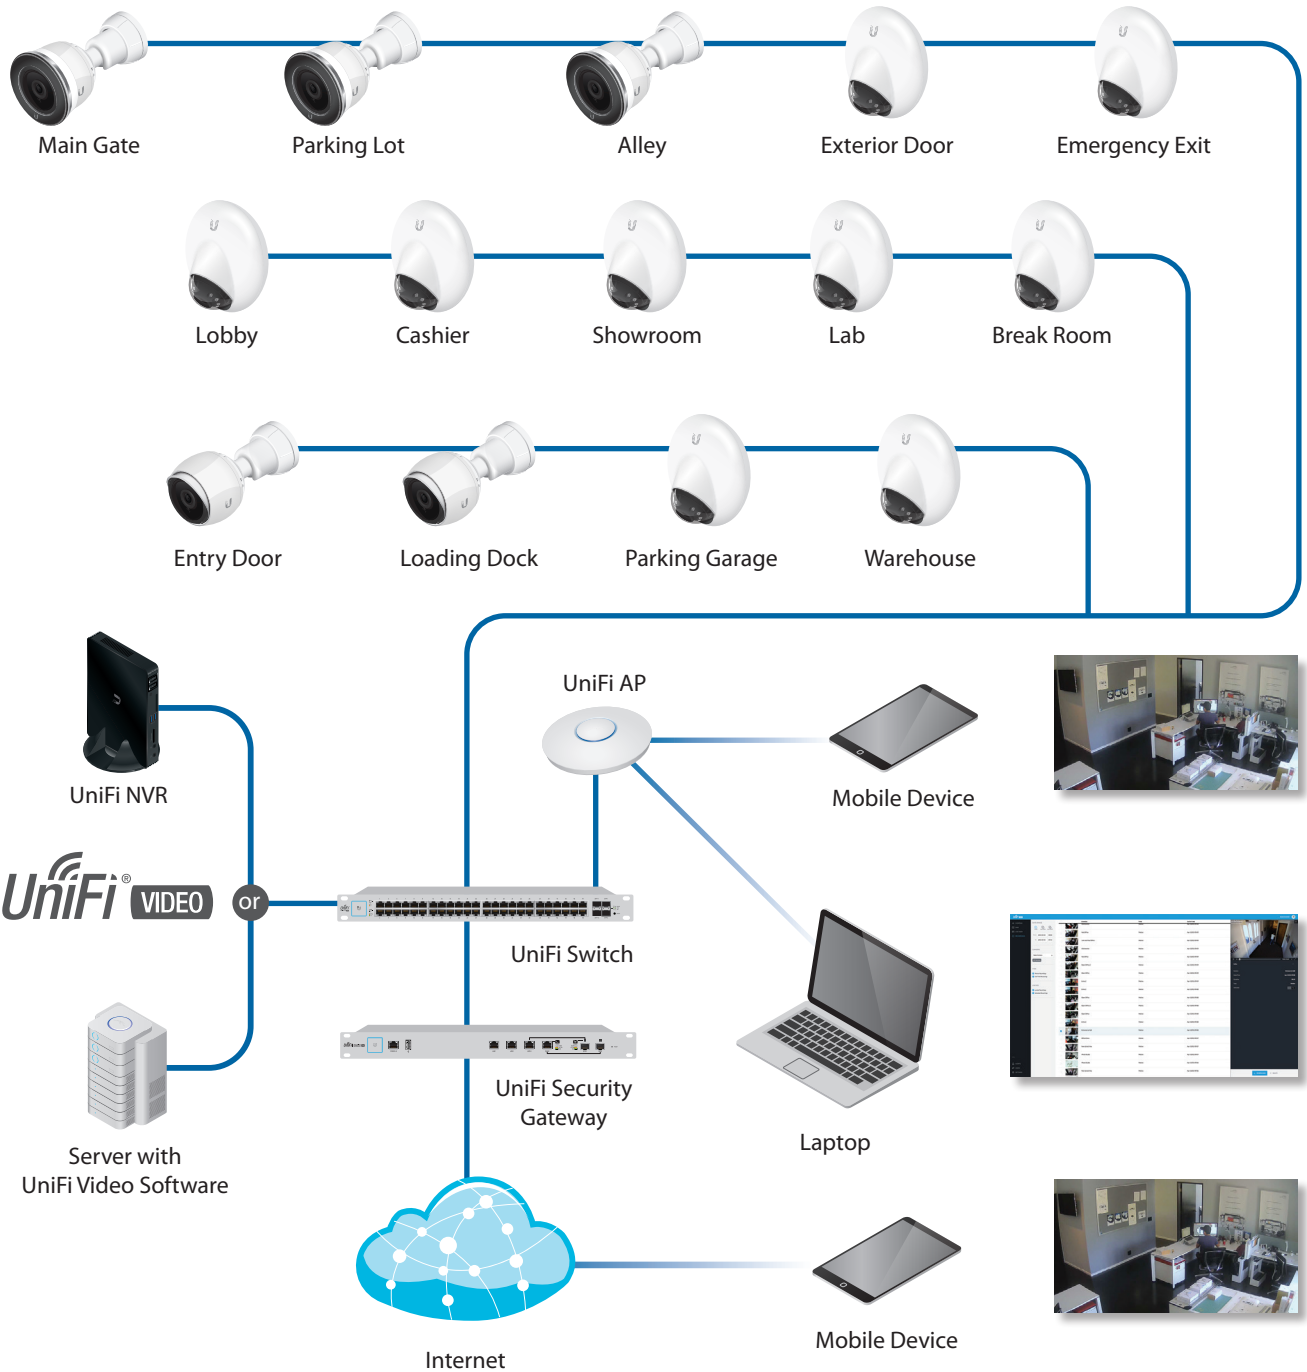 Main Gate
Parking Lot
Alley
Exterior Door
Emergency Exit
Lobby
Cashier
Showroom
Lab
Break Room
Entry Door
Loading Dock
Parking Garage
Warehouse
UniFi AP
UniFi NVR
Mobile Device
UniFi® VIDEO
or
UniFi Switch
UniFi Security
Gateway
Laptop
Server with
UniFi Video Software
Mobile Device
Internet